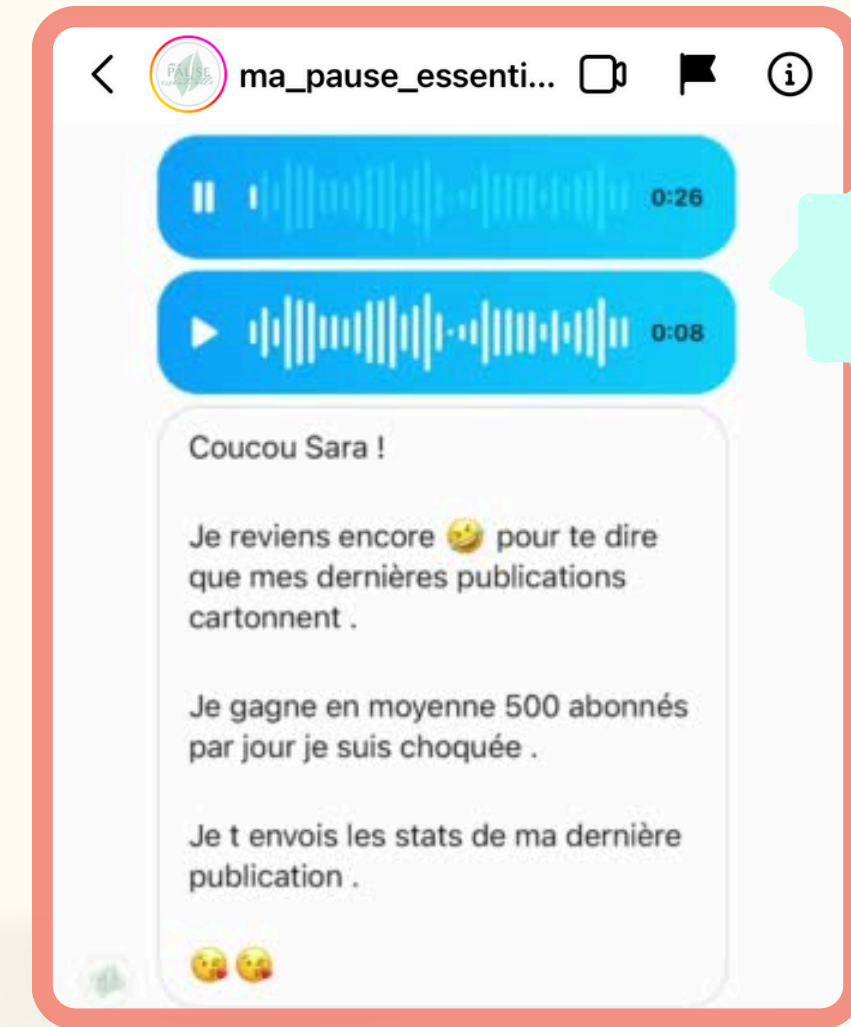 ma_pause_essenti...
PAUSE
0:26
0:08
Coucou Sara !
Je reviens encore 🤣 pour te dire
que mes dernières publications
cartonnent .
Je gagne en moyenne 500 abonnés
par jour je suis choquée .
Je t envois les stats de ma dernière
publication .
😘😘